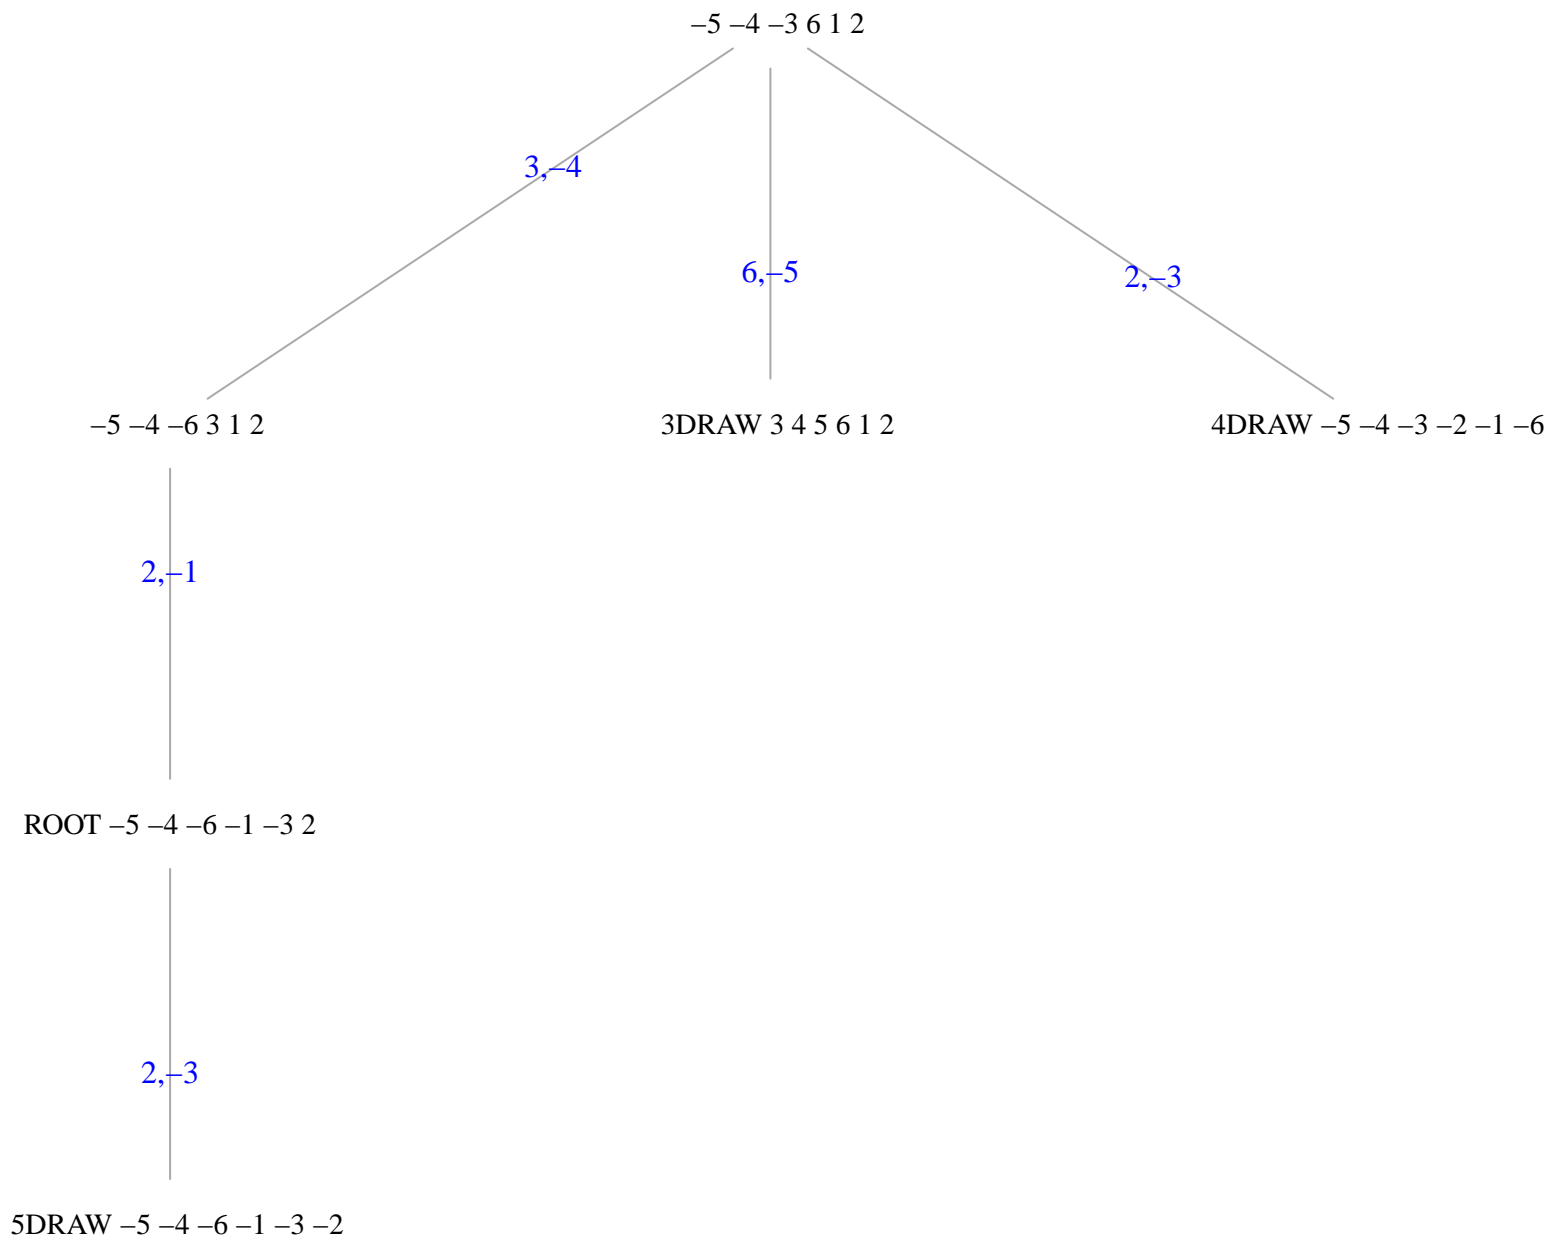 –5 –4 –3 6 1 2
3,–4
6,–5
2,–3
–5 –4 –6 3 1 2
3DRAW 3 4 5 6 1 2
4DRAW –5 –4 –3 –2 –1 –6
2,–1
ROOT –5 –4 –6 –1 –3 2
2,–3
5DRAW –5 –4 –6 –1 –3 –2